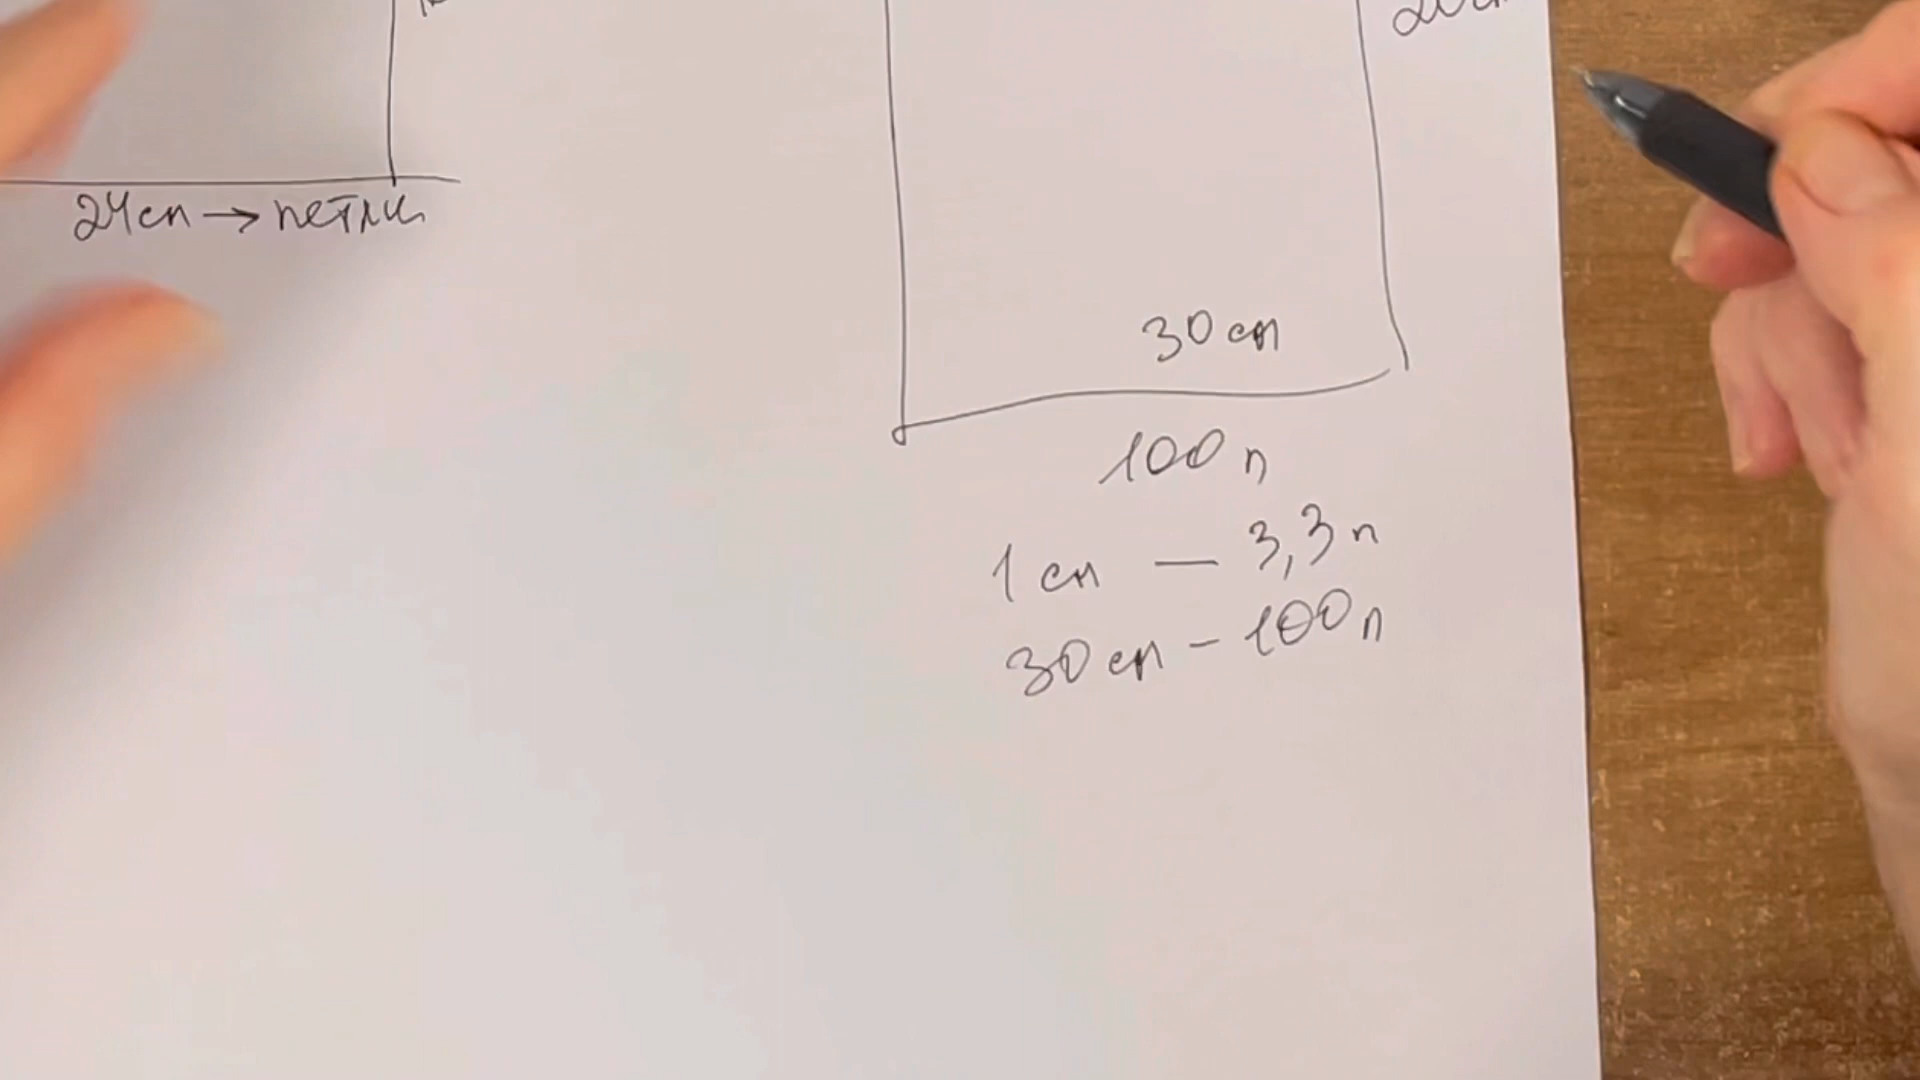 24см → петли
30 см
100 п
1 см — 3,3 п
30 см - 100 п